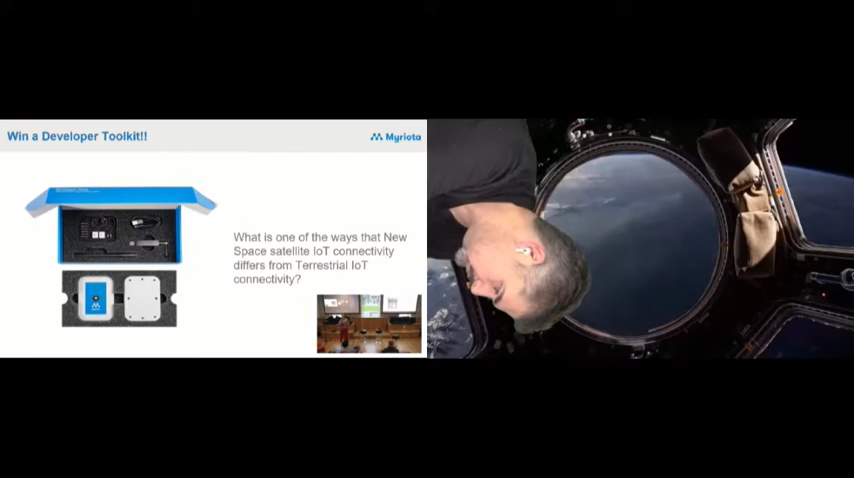 Win a Developer Toolkit!!
Myriota
What is one of the ways that New
Space satellite IoT connectivity
differs from Terrestrial IoT
connectivity?